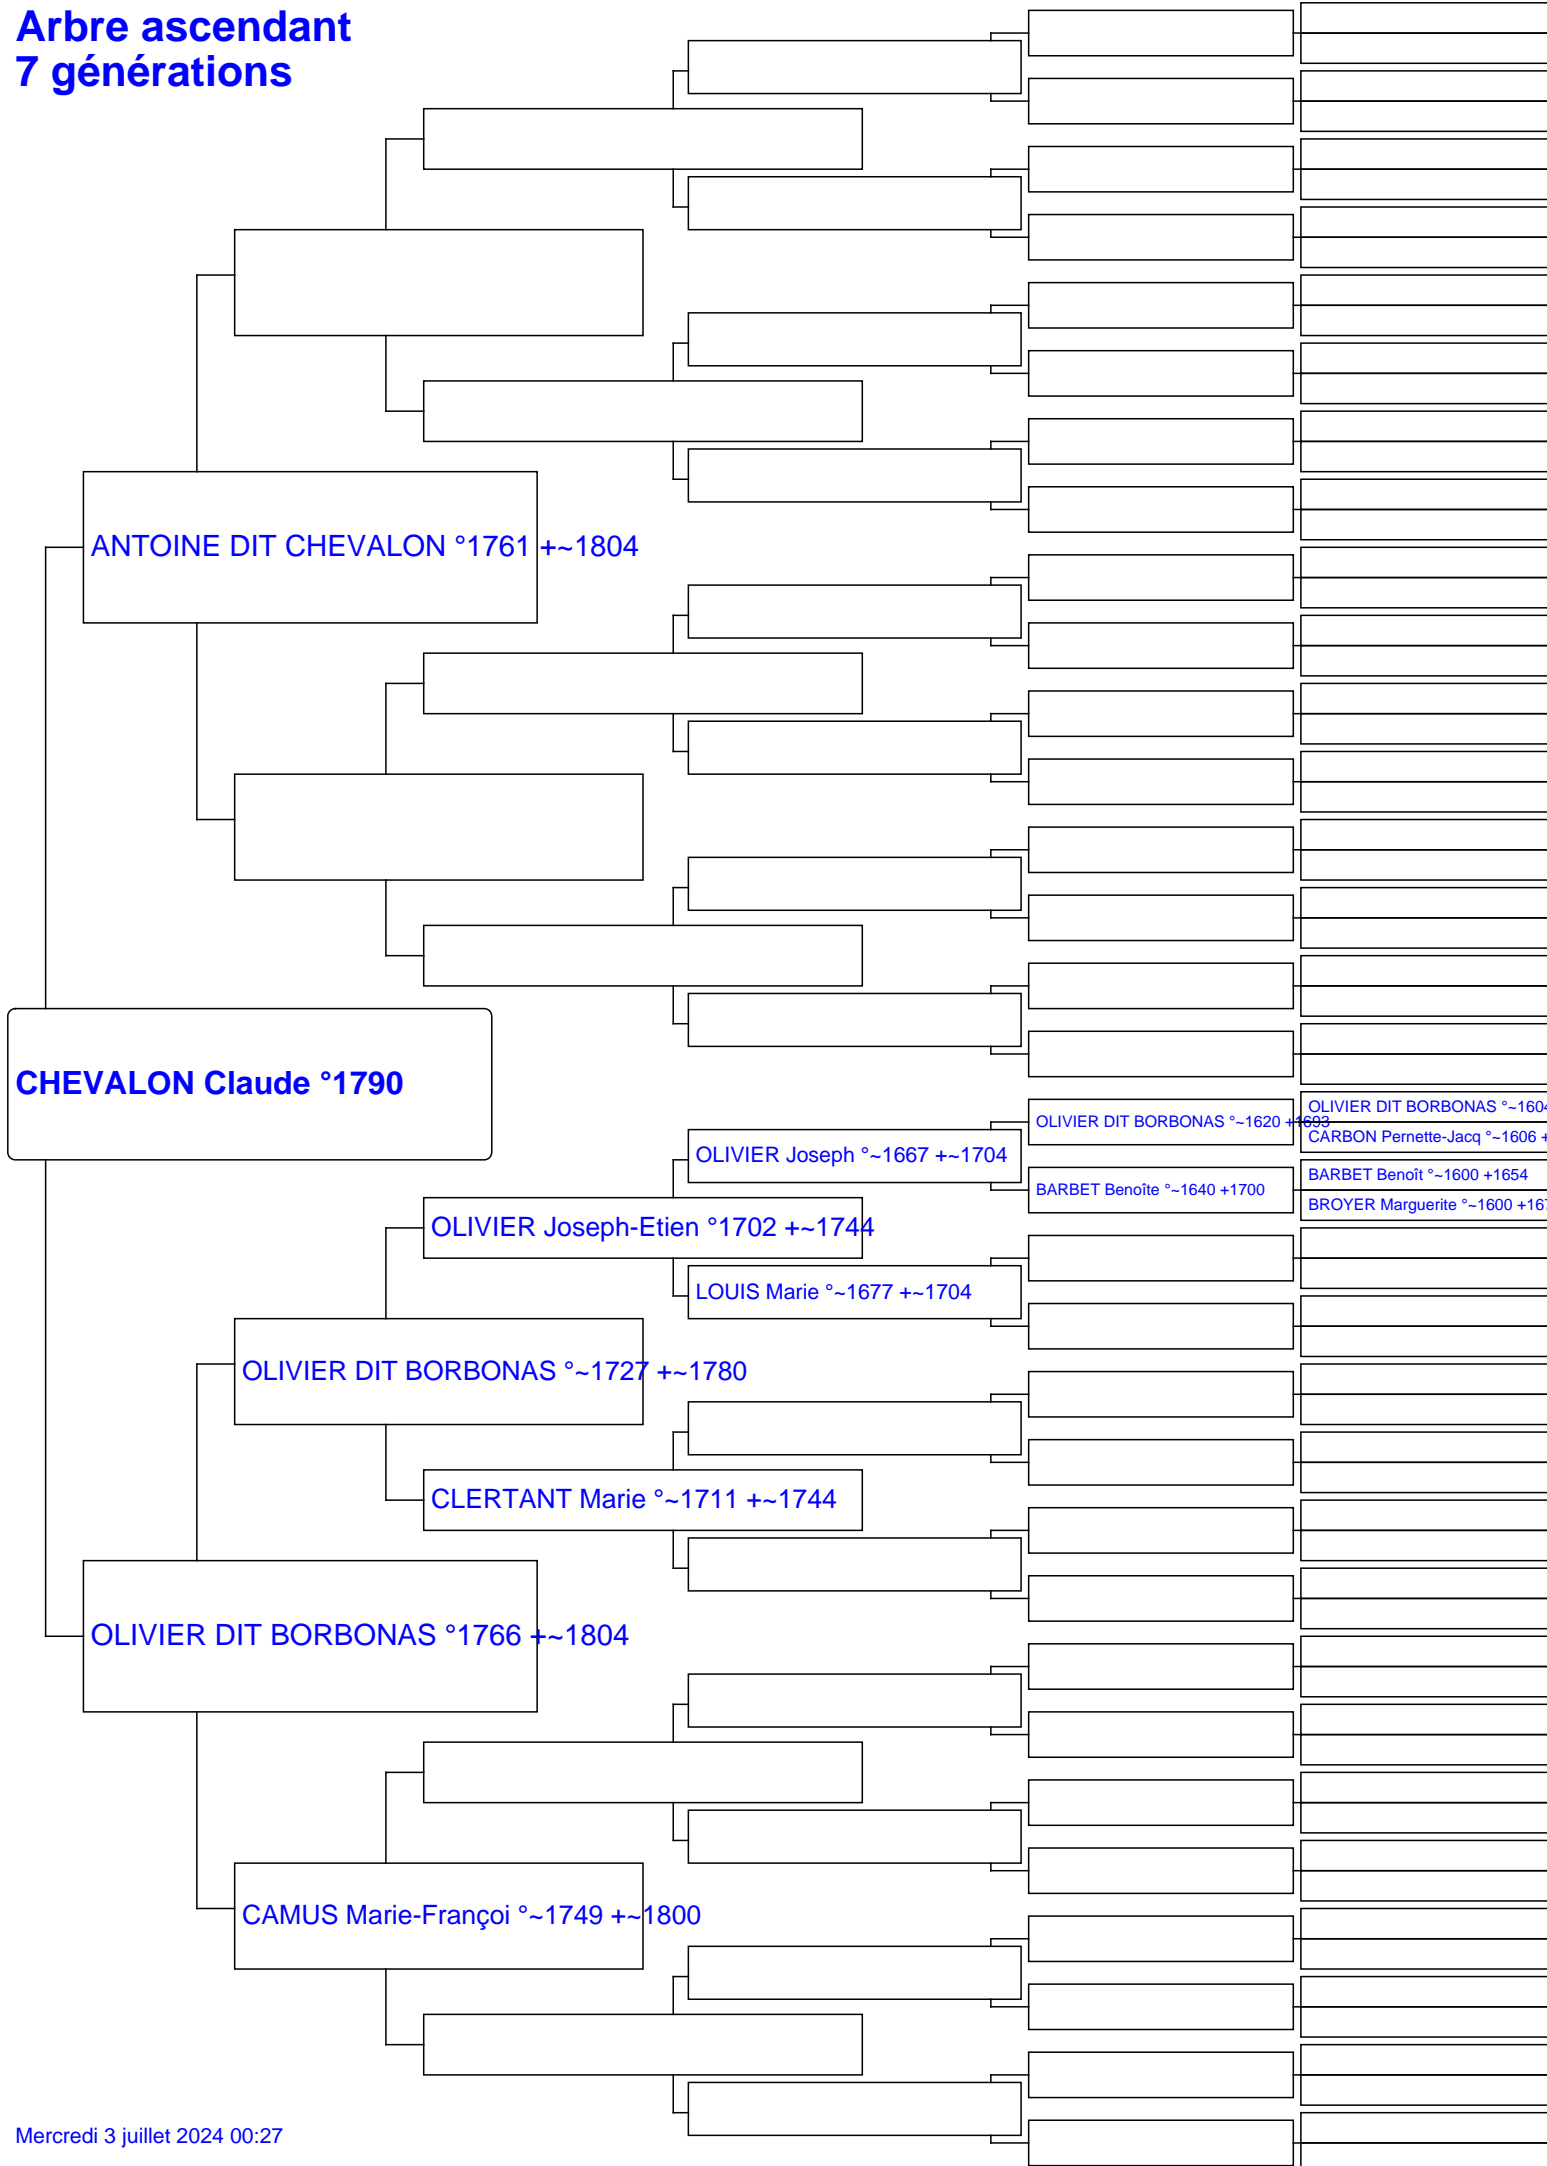 Arbre ascendant
7 générations
ANTOINE DIT CHEVALON °1761 +~1804
CHEVALON Claude °1790
OLIVIER DIT BORBONAS °~1604
OLIVIER DIT BORBONAS °~1620 +1693
CARBON Pernette-Jacq °~1606 +
OLIVIER Joseph °~1667 +~1704
BARBET Benoît °~1600 +1654
BARBET Benoîte °~1640 +1700
BROYER Marguerite °~1600 +167
OLIVIER Joseph-Etien °1702 +~1744
LOUIS Marie °~1677 +~1704
OLIVIER DIT BORBONAS °~1727 +~1780
CLERTANT Marie °~1711 +~1744
OLIVIER DIT BORBONAS °1766 +~1804
CAMUS Marie-Françoi °~1749 +~1800
Mercredi 3 juillet 2024 00:27